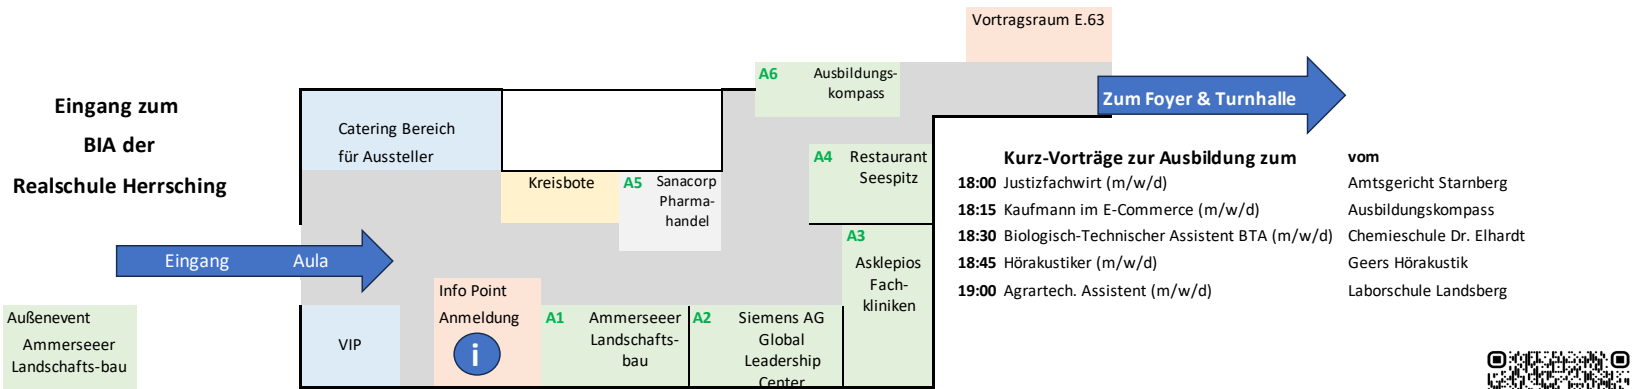 Eingang zum
BIA der
Realschule Herrsching
Eingang Aula
Außenevent
Ammerseeer
Landschafts-bau
Catering Bereich
für Aussteller
VIP
Info Point
Anmeldung
i
Kreisbote
A5 Sanacorp
Pharma-
handel
A1 Ammerseeer
Landschafts-
bau
A2 Siemens AG
Global
Leadership
Center
A3
Asklepios
Fach-
kliniken
A4 Restaurant
Seespitz
A6 Ausbildungs-
kompass
Vortragsraum E.63
Zum Foyer & Turnhalle
Kurz-Vorträge zur Ausbildung zum vom
18:00 Justizfachwirt (m/w/d) Amtsgericht Starnberg
18:15 Kaufmann im E-Commerce (m/w/d) Ausbildungskompass
18:30 Biologisch-Technischer Assistent BTA (m/w/d) Chemieschule Dr. Elhardt
18:45 Hörakustiker (m/w/d) Geers Hörakustik
19:00 Agrartech. Assistent (m/w/d) Laborschule Landsberg